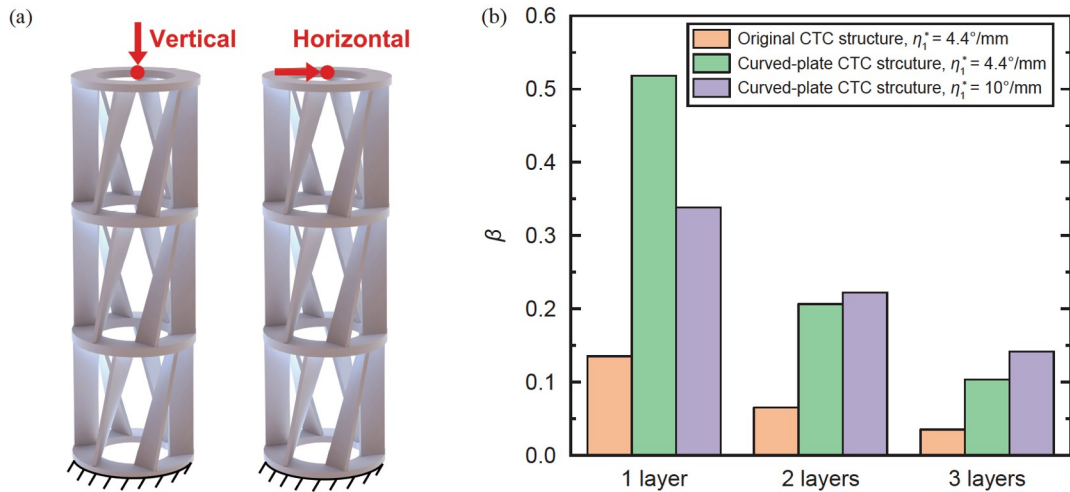 (a)
Vertical
Horizontal
(b)
Original CTC structure, η₁* = 4.4°/mm
Curved-plate CTC strcuture, η₁* = 4.4°/mm
Curved-plate CTC strcuture, η₁* = 10°/mm
β
0.6
0.5
0.4
0.3
0.2
0.1
0.0
1 layer
2 layers
3 layers